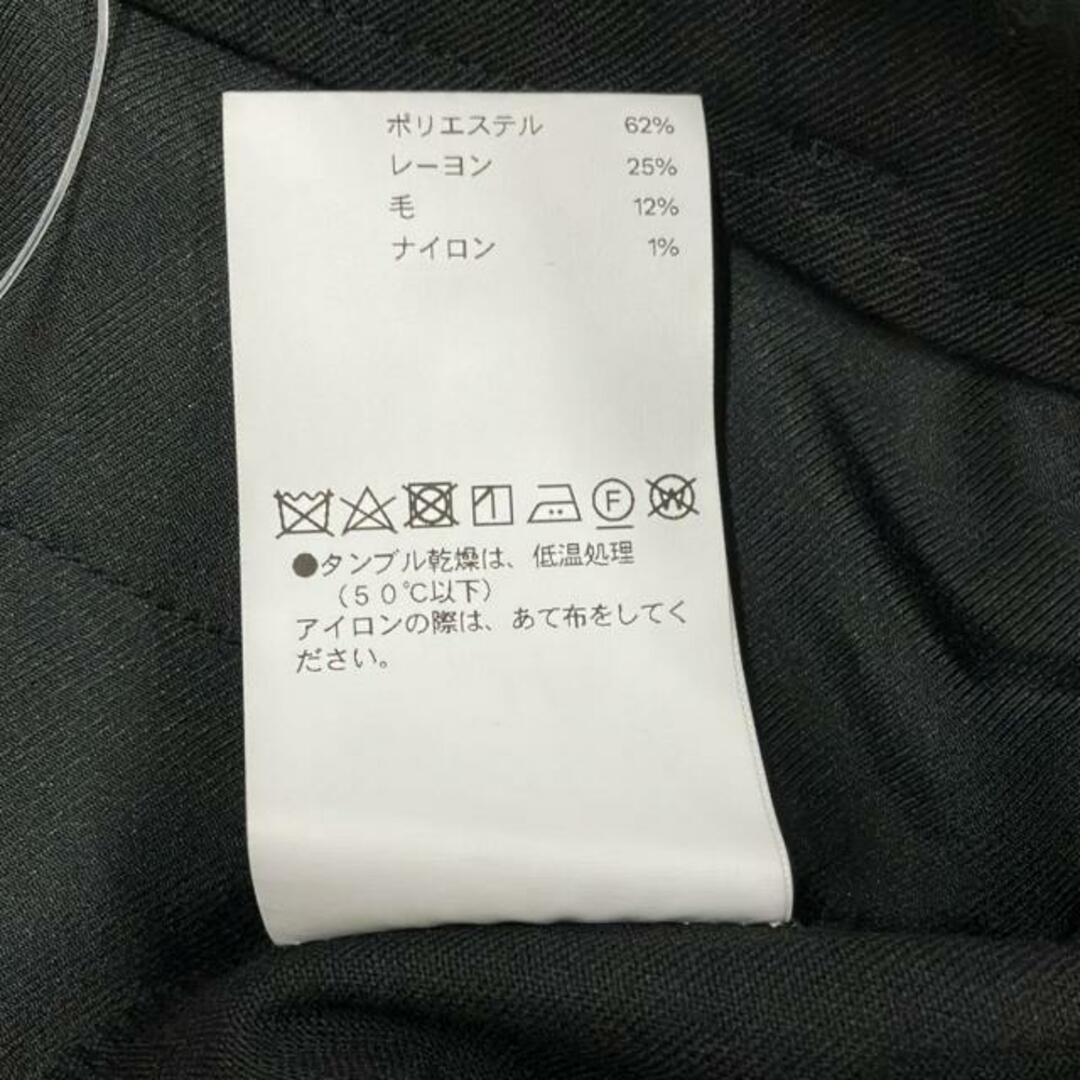 ポリエステル 62%
レーヨン 25%
毛 12%
ナイロン 1%
F W
●タンブル乾燥は、低温処理
（５０℃以下）
アイロンの際は、あて布をしてく
ださい。